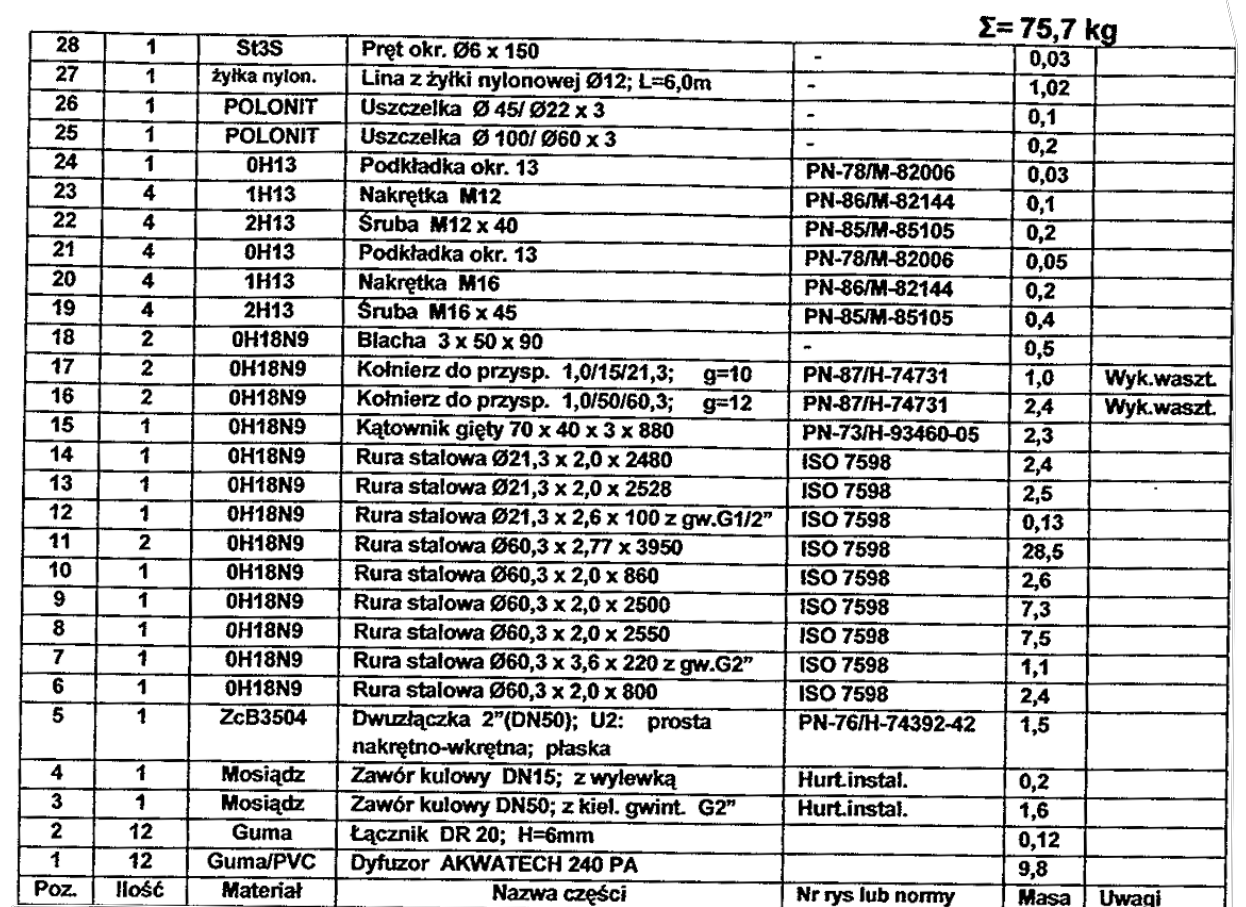 Σ= 75,7 kg
28 1 St3S Pręt okr. Ø6 x 150 - 0,03
27 1 żyłka nylon. Lina z żyłki nylonowej Ø12; L=6,0m - 1,02
26 1 POLONIT Uszczelka Ø 45/ Ø22 x 3 - 0,1
25 1 POLONIT Uszczelka Ø 100/ Ø60 x 3 - 0,2
24 1 0H13 Podkładka okr. 13 PN-78/M-82006 0,03
23 4 1H13 Nakrętka M12 PN-86/M-82144 0,1
22 4 2H13 Śruba M12 x 40 PN-85/M-85105 0,2
21 4 0H13 Podkładka okr. 13 PN-78/M-82006 0,05
20 4 1H13 Nakrętka M16 PN-86/M-82144 0,2
19 4 2H13 Śruba M16 x 45 PN-85/M-85105 0,4
18 2 0H18N9 Blacha 3 x 50 x 90 - 0,5
17 2 0H18N9 Kołnierz do przysp. 1,0/15/21,3; g=10 PN-87/H-74731 1,0 Wyk.waszt.
16 2 0H18N9 Kołnierz do przysp. 1,0/50/60,3; g=12 PN-87/H-74731 2,4 Wyk.waszt.
15 1 0H18N9 Kątownik gięty 70 x 40 x 3 x 880 PN-73/H-93460-05 2,3
14 1 0H18N9 Rura stalowa Ø21,3 x 2,0 x 2480 ISO 7598 2,4
13 1 0H18N9 Rura stalowa Ø21,3 x 2,0 x 2528 ISO 7598 2,5
12 1 0H18N9 Rura stalowa Ø21,3 x 2,6 x 100 z gw.G1/2” ISO 7598 0,13
11 2 0H18N9 Rura stalowa Ø60,3 x 2,77 x 3950 ISO 7598 28,5
10 1 0H18N9 Rura stalowa Ø60,3 x 2,0 x 860 ISO 7598 2,6
9 1 0H18N9 Rura stalowa Ø60,3 x 2,0 x 2500 ISO 7598 7,3
8 1 0H18N9 Rura stalowa Ø60,3 x 2,0 x 2550 ISO 7598 7,5
7 1 0H18N9 Rura stalowa Ø60,3 x 3,6 x 220 z gw.G2” ISO 7598 1,1
6 1 0H18N9 Rura stalowa Ø60,3 x 2,0 x 800 ISO 7598 2,4
5 1 ZcB3504 Dwuzłączka 2”(DN50); U2: prosta PN-76/H-74392-42 1,5
nakrętno-wkrętna; płaska
4 1 Mosiądz Zawór kulowy DN15; z wylewką Hurt.instal. 0,2
3 1 Mosiądz Zawór kulowy DN50; z kiel. gwint. G2” Hurt.instal. 1,6
2 12 Guma Łącznik DR 20; H=6mm 0,12
1 12 Guma/PVC Dyfuzor AKWATECH 240 PA 9,8
Poz. Ilość Materiał Nazwa części Nr rys lub normy Masa Uwagi